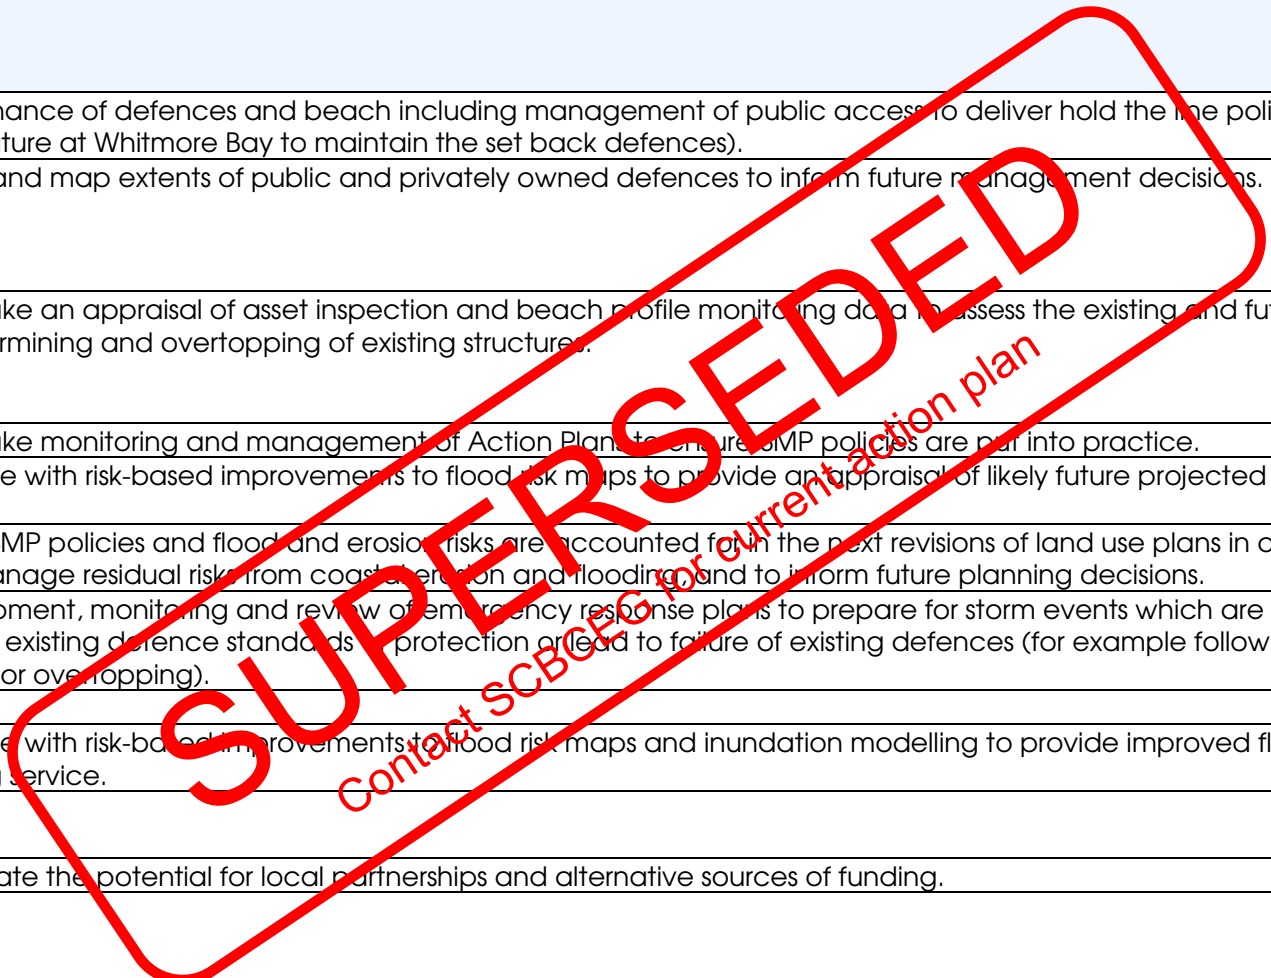 nance of defences and beach including management of public access to deliver hold the line poli
ture at Whitmore Bay to maintain the set back defences).
and map extents of public and privately owned defences to inform future management decisions.
ke an appraisal of asset inspection and beach profile monitoring data to assess the existing and fut
rmining and overtopping of existing structures.
ke monitoring and management of Action Plans to ensure SMP policies are put into practice.
e with risk-based improvements to flood risk maps to provide an appraisal of likely future projected
MP policies and flood and erosion risks are accounted for in the next revisions of land use plans in o
anage residual risks from coastal erosion and flooding, and to inform future planning decisions.
pment, monitoring and review of emergency response plans to prepare for storm events which are
existing defence standards of protection or lead to failure of existing defences (for example follow
or overtopping).
e with risk-based improvements to flood risk maps and inundation modelling to provide improved fl
g service.
ate the potential for local partnerships and alternative sources of funding.
SUPERSEDED
Contact SCBCEG for current action plan